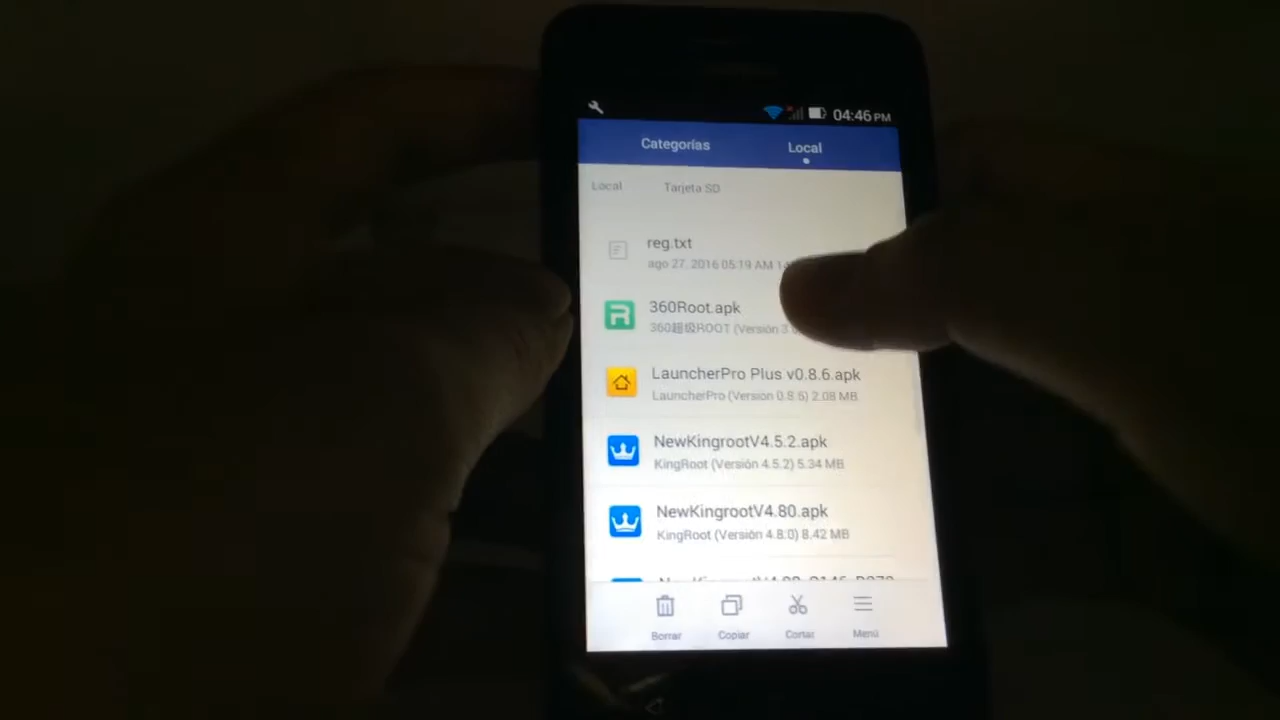 04:46 PM
Categorías Local
Local Tarjeta SD
reg.txt
ago 27, 2016 05:19 AM
360Root.apk
360超级ROOT (Versión 3
LauncherPro Plus v0.8.6.apk
LauncherPro (Versión 0.8.6) 2.08 MB
NewKingrootV4.5.2.apk
KingRoot (Versión 4.5.2) 5.34 MB
NewKingrootV4.80.apk
KingRoot (Versión 4.8.0) 8.42 MB
Borrar Copiar Cortar Menú